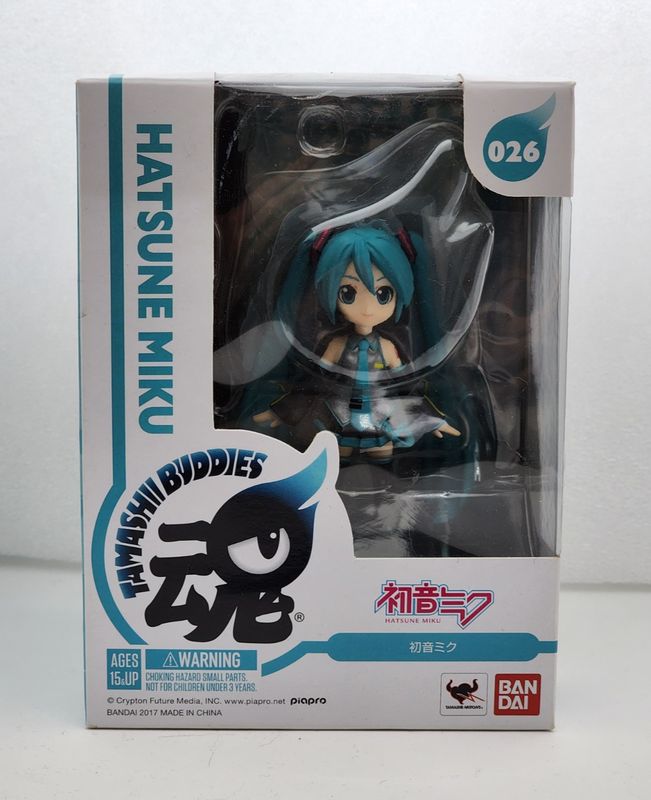 026
HATSUNE MIKU
TAMASHII BUDDIES
魂
®
初音ミク
HATSUNE MIKU
初音ミク
AGES
15&UP
⚠WARNING
CHOKING HAZARD SMALL PARTS.
NOT FOR CHILDREN UNDER 3 YEARS.
© Crypton Future Media, INC. www.piapro.net piapro
BANDAI 2017 MADE IN CHINA
TAMASHII NATIONS
BAN
DAI